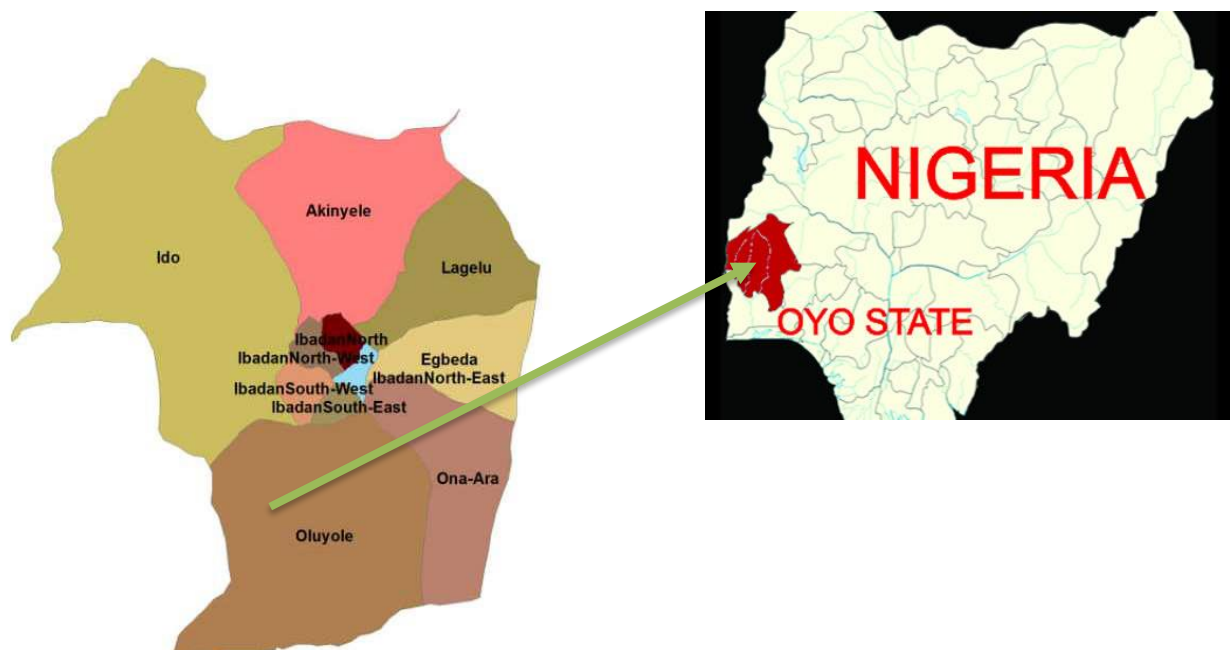 Akinyele
Ido
Lagelu
IbadanNorth
IbadanNorth-West
Egbeda
IbadanNorth-East
IbadanSouth-West
IbadanSouth-East
Ona-Ara
Oluyole
NIGERIA
OYO STATE